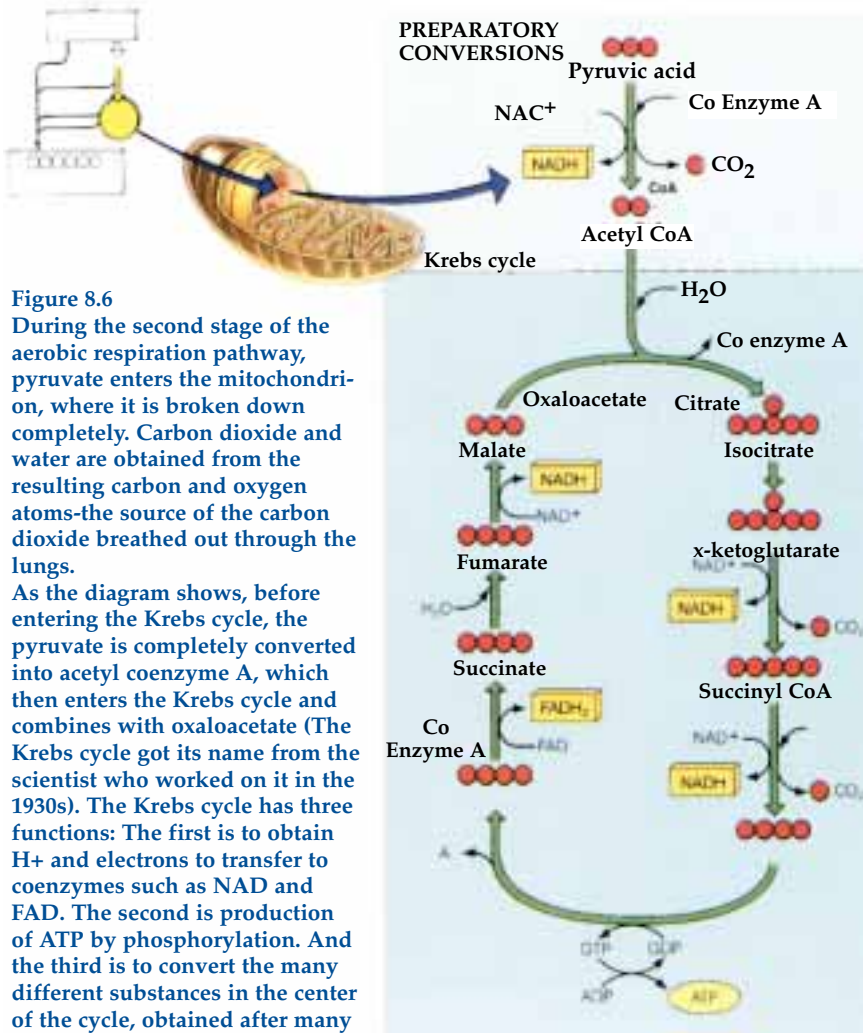 PREPARATORY
CONVERSIONS
Pyruvic acid
NAC+
Co Enzyme A
NADH
CO2
CoA
Acetyl CoA
Krebs cycle
H2O
Co enzyme A
Oxaloacetate
Citrate
Malate
Isocitrate
NADH
NAD+
Fumarate
x-ketoglutarate
NAD+
H2O
NADH
CO2
Succinate
Succinyl CoA
FADH2
Co
Enzyme A
FAD
NAD+
NADH
CO2
A
GTP
GDP
ADP
ATP
Figure 8.6
During the second stage of the
aerobic respiration pathway,
pyruvate enters the mitochondri-
on, where it is broken down
completely. Carbon dioxide and
water are obtained from the
resulting carbon and oxygen
atoms-the source of the carbon
dioxide breathed out through the
lungs.
As the diagram shows, before
entering the Krebs cycle, the
pyruvate is completely converted
into acetyl coenzyme A, which
then enters the Krebs cycle and
combines with oxaloacetate (The
Krebs cycle got its name from the
scientist who worked on it in the
1930s). The Krebs cycle has three
functions: The first is to obtain
H+ and electrons to transfer to
coenzymes such as NAD and
FAD. The second is production
of ATP by phosphorylation. And
the third is to convert the many
different substances in the center
of the cycle, obtained after many